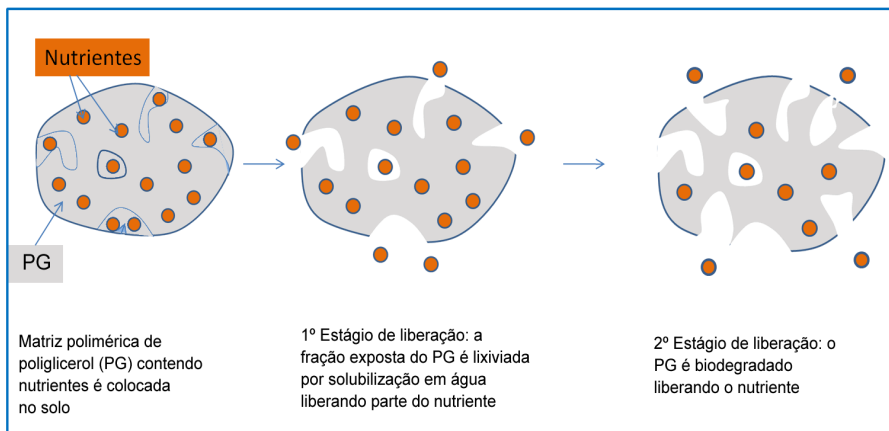 Nutrientes
PG
Matriz polimérica de
poliglicerol (PG) contendo
nutrientes é colocada
no solo
1º Estágio de liberação: a
fração exposta do PG é lixiviada
por solubilização em água
liberando parte do nutriente
2º Estágio de liberação: o
PG é biodegradado
liberando o nutriente